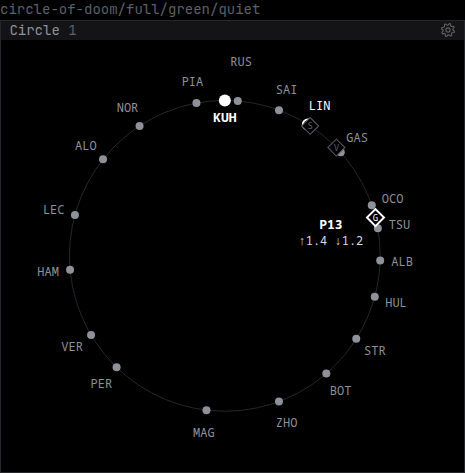 circle-of-doom/full/green/quiet
Circle 1
RUS
PIA
SAI
KUH
LIN
NOR
S
GAS
V
ALO
OCO
LEC
G
P13
TSU
↑1.4 ↓1.2
ALB
HAM
HUL
VER
STR
PER
BOT
ZHO
MAG